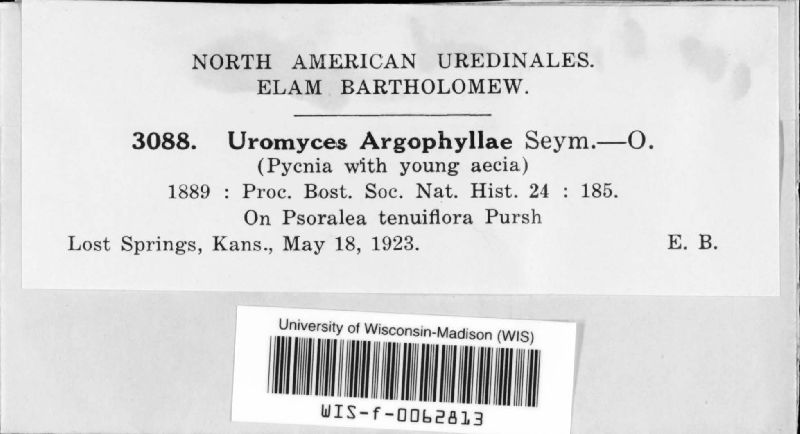 NORTH AMERICAN UREDINALES.
ELAM BARTHOLOMEW.
3088. Uromyces Argophyllae Seym.—O.
(Pycnia with young aecia)
1889 : Proc. Bost. Soc. Nat. Hist. 24 : 185.
On Psoralea tenuiflora Pursh
Lost Springs, Kans., May 18, 1923. E. B.
University of Wisconsin-Madison (WIS)
WIS-f-0062813